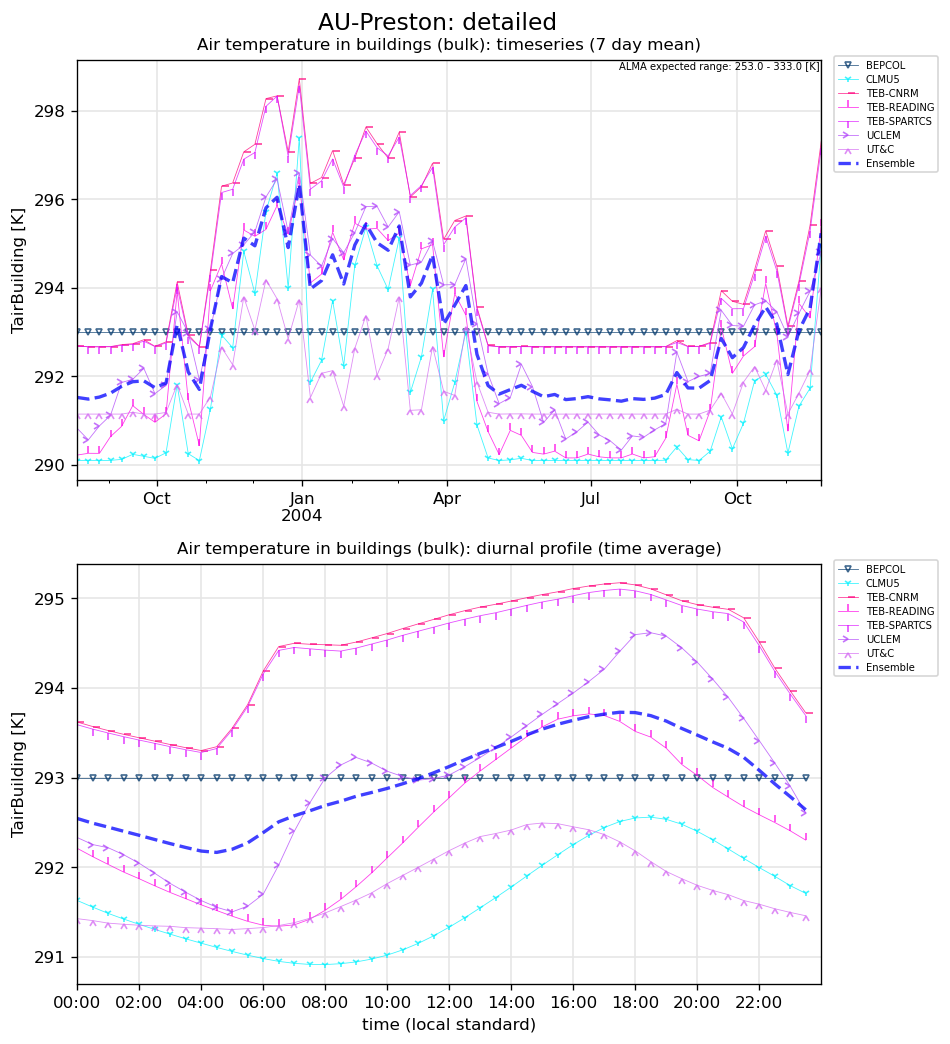 AU-Preston: detailed
Air temperature in buildings (bulk): timeseries (7 day mean)
ALMA expected range: 253.0 - 333.0 [K]
TairBuilding [K]
298
296
294
292
290
Oct
Jan
2004
Apr
Jul
Oct
BEPCOL
CLMU5
TEB-CNRM
TEB-READING
TEB-SPARTCS
UCLEM
UT&C
Ensemble
Air temperature in buildings (bulk): diurnal profile (time average)
TairBuilding [K]
295
294
293
292
291
00:00
02:00
04:00
06:00
08:00
10:00
12:00
14:00
16:00
18:00
20:00
22:00
time (local standard)
BEPCOL
CLMU5
TEB-CNRM
TEB-READING
TEB-SPARTCS
UCLEM
UT&C
Ensemble